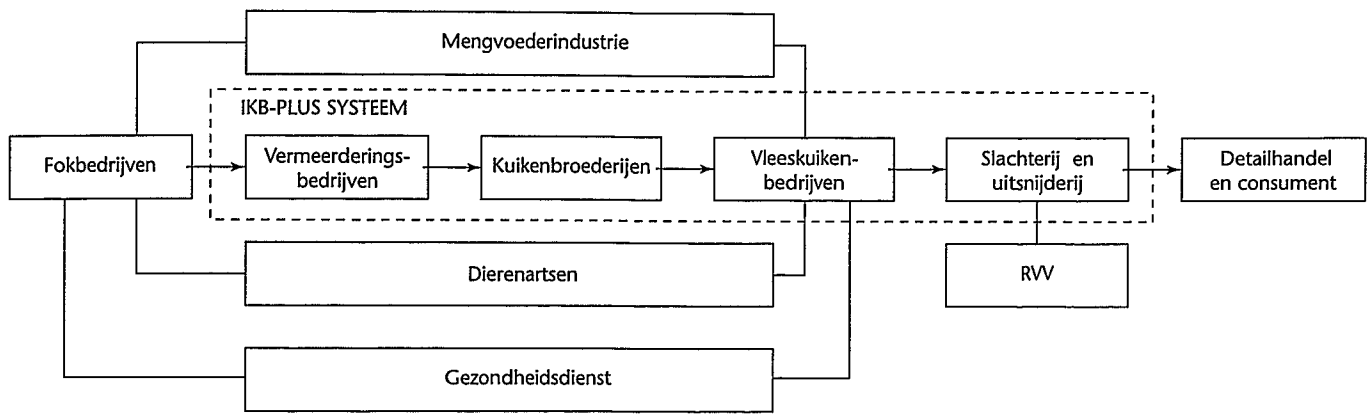 Mengvoederindustrie
IKB-PLUS SYSTEEM
Fokbedrijven
Vermeerderings-
bedrijven
Kuikenbroederijen
Vleeskuiken-
bedrijven
Slachterij en
uitsnijderij
Detailhandel
en consument
Dierenartsen
RVV
Gezondheidsdienst